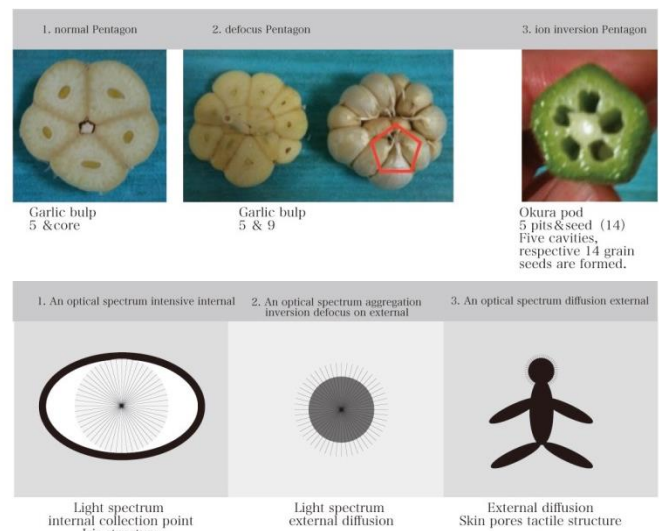 1. normal Pentagon
2. defocus Pentagon
3. ion inversion Pentagon
Garlic bulp
5 &core
Garlic bulp
5 & 9
Okura pod
5 pits&seed (14)
Five cavities,
respective 14 grain
seeds are formed.
1. An optical spectrum intensive internal
2. An optical spectrum aggregation
inversion defocus on external
3. An optical spectrum diffusion external
Light spectrum
internal collection point
Light spectrum
external diffusion
External diffusion
Skin pores tactile structure